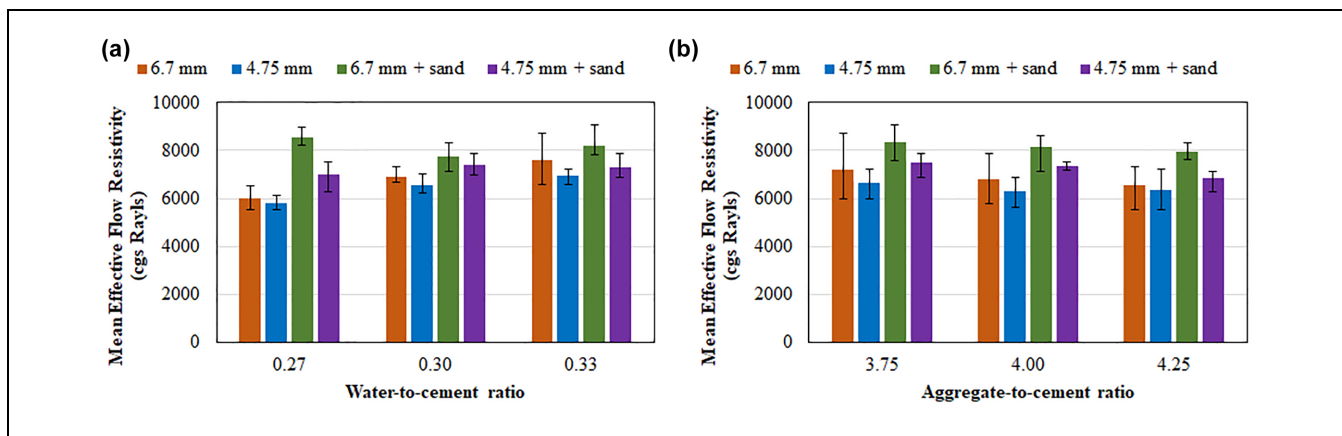 (a)
6.7 mm 4.75 mm 6.7 mm + sand 4.75 mm + sand
Mean Effective Flow Resistivity
(cgs Rayls)
10000
8000
6000
4000
2000
0
0.27 0.30 0.33
Water-to-cement ratio
(b)
6.7 mm 4.75 mm 6.7 mm + sand 4.75 mm + sand
Mean Effective Flow Resistivity
(cgs Rayls)
10000
8000
6000
4000
2000
0
3.75 4.00 4.25
Aggregate-to-cement ratio